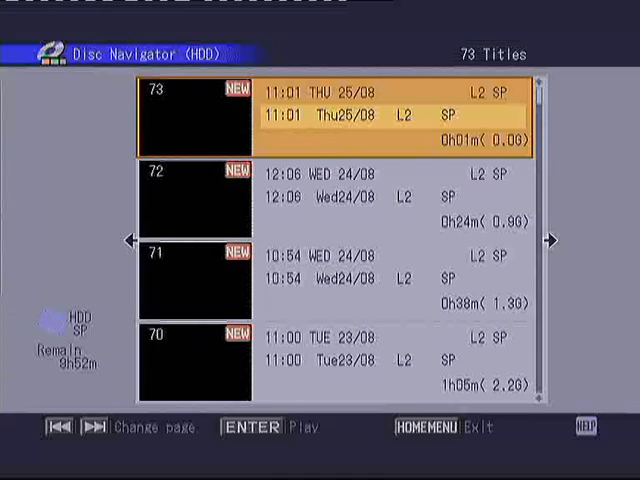 Disc Navigator (HDD)
73 Titles
73
NEW
11:01 THU 25/08 L2 SP
11:01 Thu25/08 L2 SP
0h01m( 0.0G)
72
NEW
12:06 WED 24/08 L2 SP
12:06 Wed24/08 L2 SP
0h24m( 0.9G)
71
NEW
10:54 WED 24/08 L2 SP
10:54 Wed24/08 L2 SP
0h38m( 1.3G)
70
NEW
11:00 TUE 23/08 L2 SP
11:00 Tue23/08 L2 SP
1h05m( 2.2G)
HDD
SP
Remain
9h52m
Change page ENTER Play HOMEMENU Exit HELP